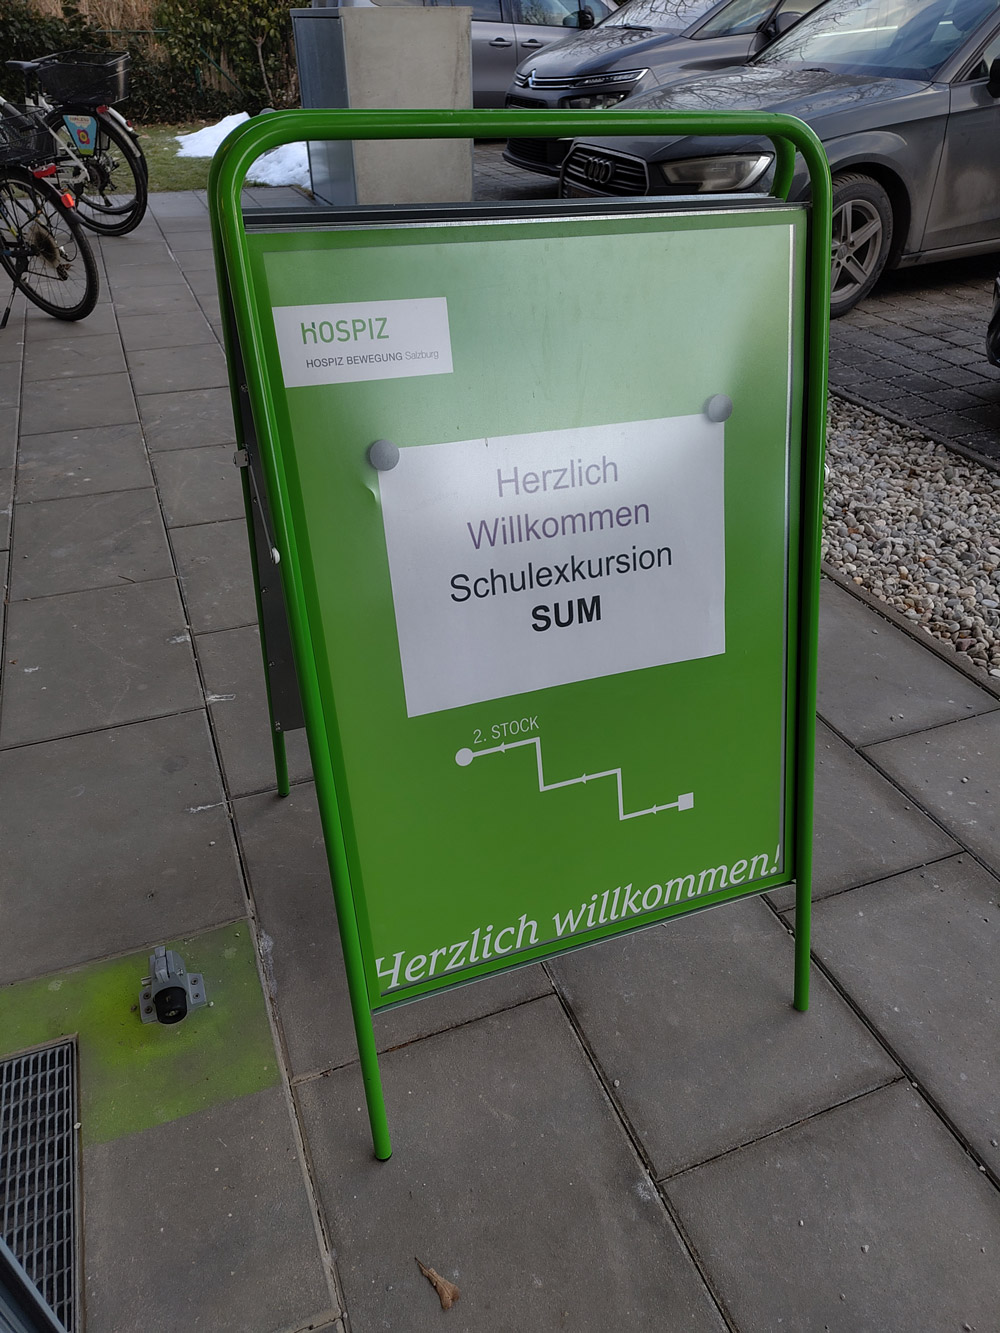 HOSPIZ
HOSPIZ BEWEGUNG Salzburg
Herzlich
Willkommen
Schulexkursion
SUM
2. STOCK
Herzlich willkommen!